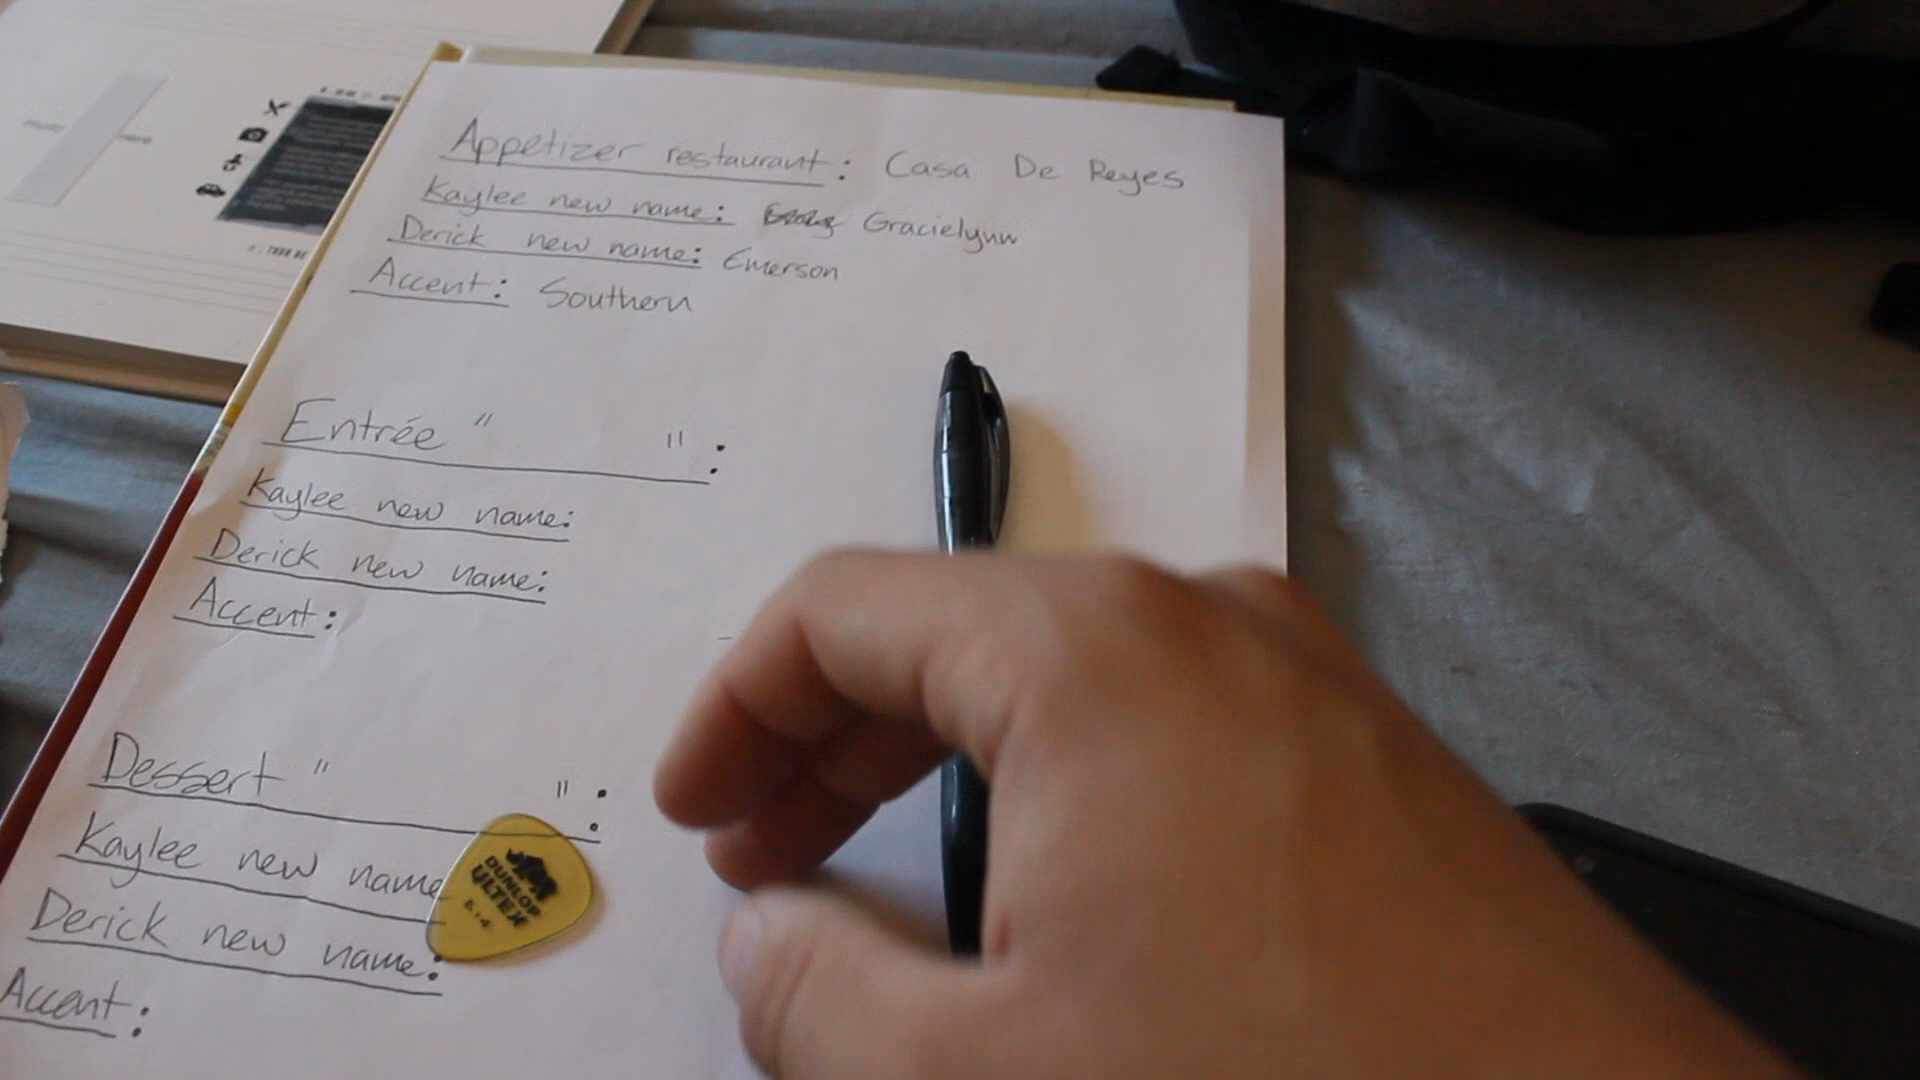 Appetizer restaurant: Casa De Reyes
Kaylee new name: Gracielynn
Derick new name: Emerson
Accent: Southern
Entrée " " :
Kaylee new name:
Derick new name:
Accent:
Dessert " " :
Kaylee new name
Derick new name:
Accent:
DUNLOP
ULTEX